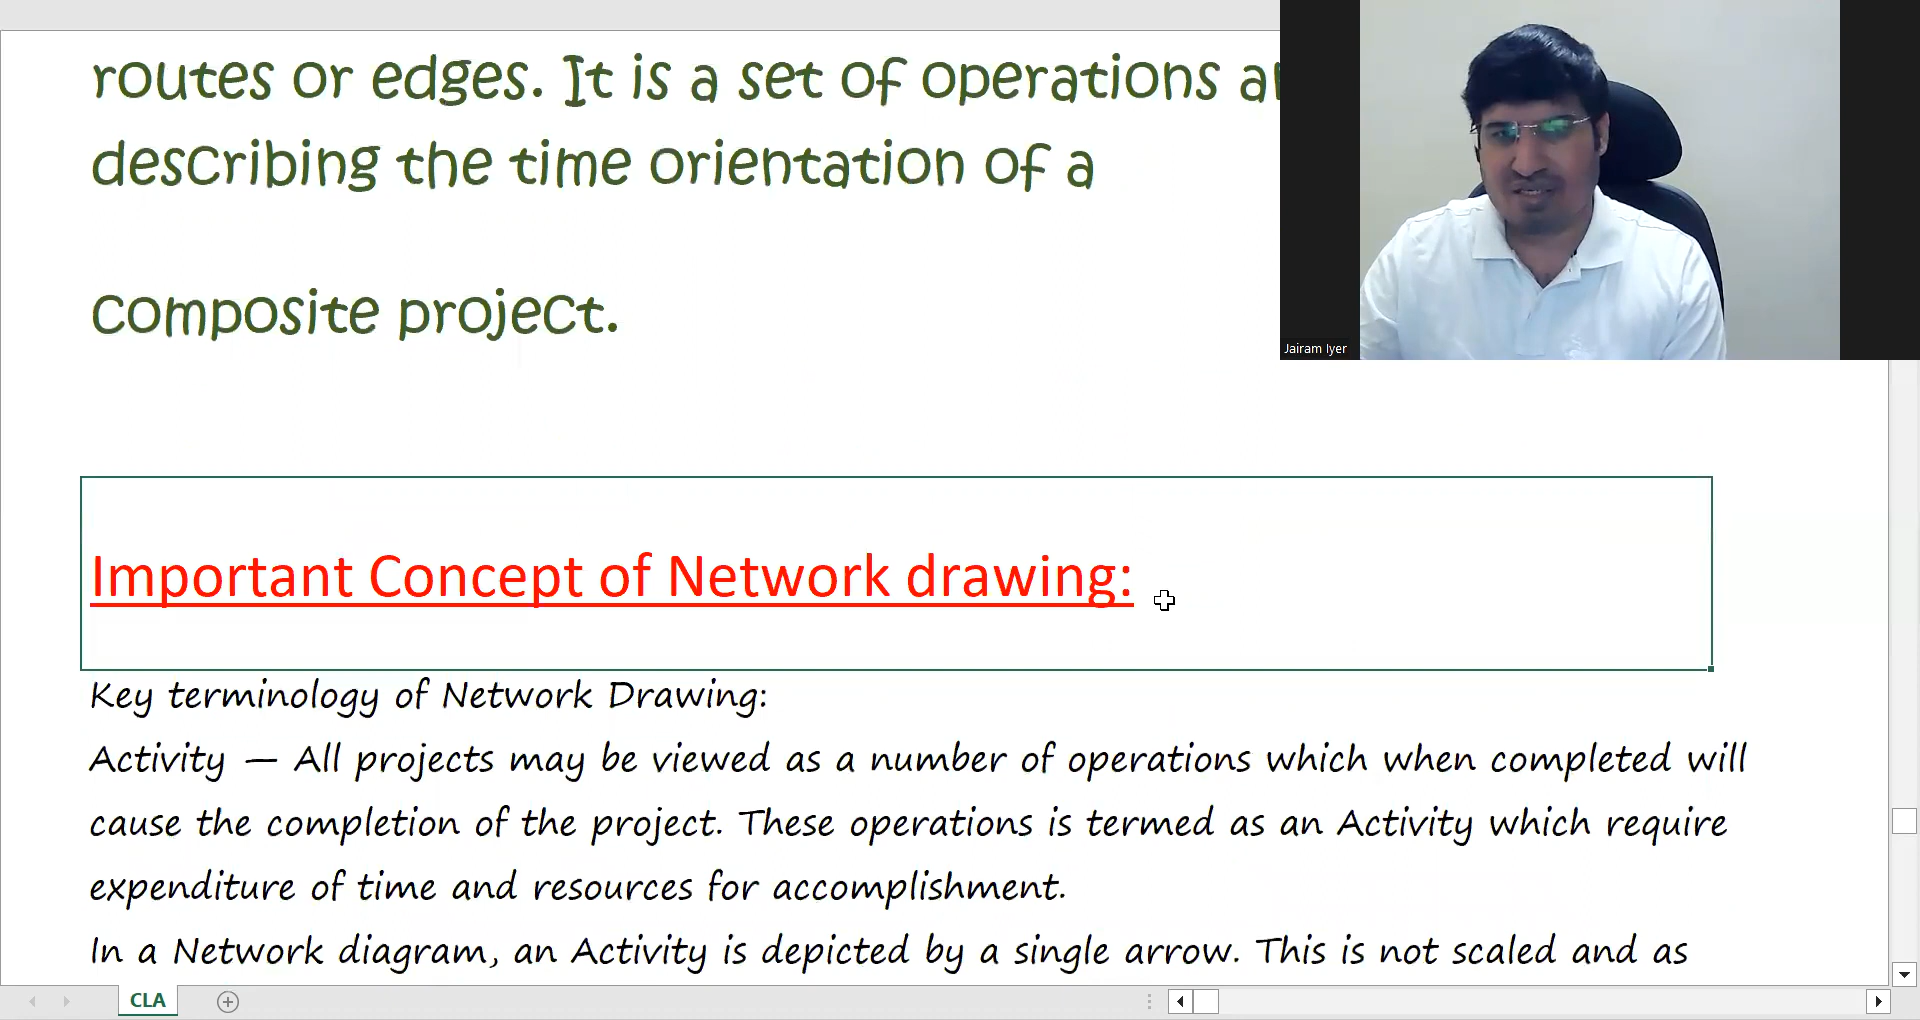 routes or edges. It is a set of operations
describing the time orientation of a
composite project.
Jairam Iyer
Important Concept of Network drawing:
Key terminology of Network Drawing:
Activity — All projects may be viewed as a number of operations which when completed will
cause the completion of the project. These operations is termed as an Activity which require
expenditure of time and resources for accomplishment.
In a Network diagram, an Activity is depicted by a single arrow. This is not scaled and as
CLA